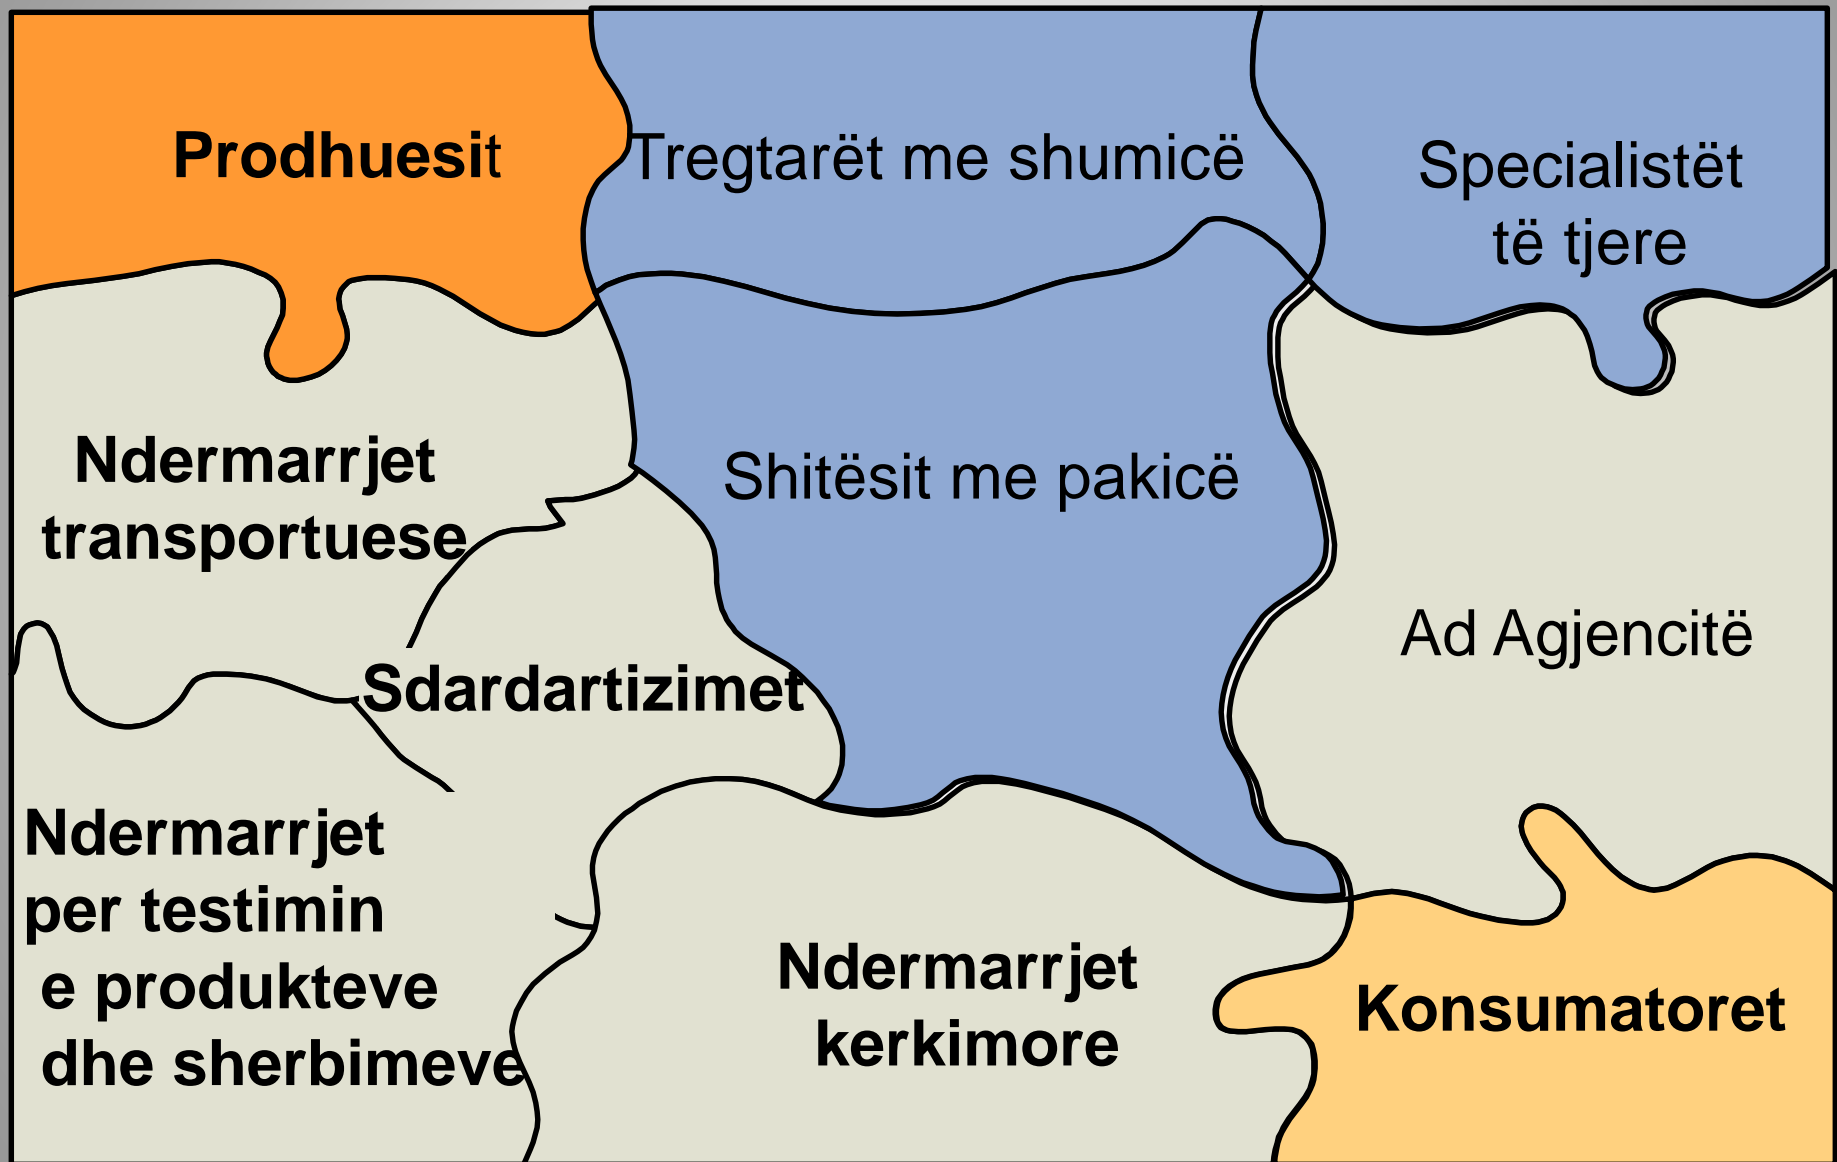 Prodhuesit
Tregtarët me shumicë
Specialistët
të tjere
Ndermarrjet
transportuese
Shitësit me pakicë
Ad Agjencitë
Sdardartizimet
Ndermarrjet
per testimin
e produkteve
dhe sherbimeve
Ndermarrjet
kerkimore
Konsumatoret